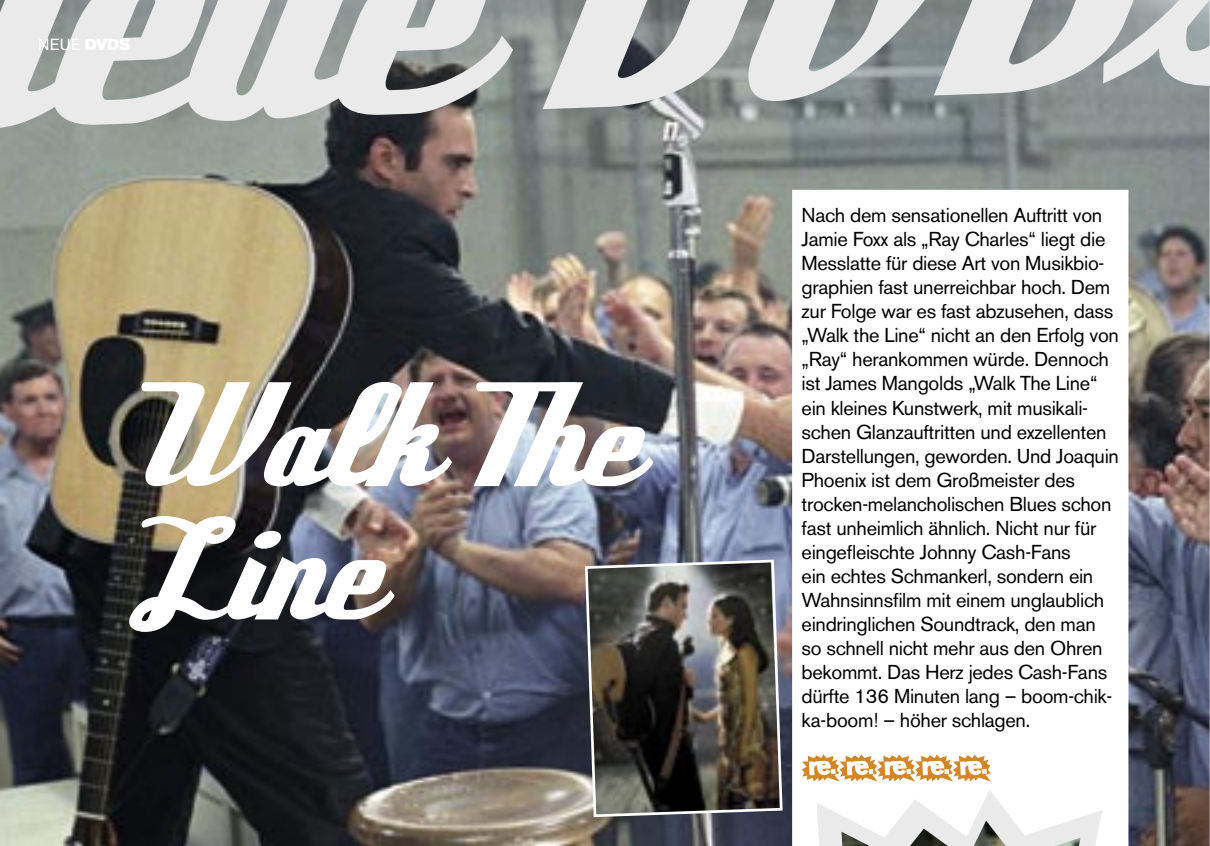 NEUE DVDS
neue DVDs
Walk The
Line
Nach dem sensationellen Auftritt von
Jamie Foxx als „Ray Charles“ liegt die
Messlatte für diese Art von Musikbio-
graphien fast unerreichbar hoch. Dem
zur Folge war es fast abzusehen, dass
„Walk the Line“ nicht an den Erfolg von
„Ray“ herankommen würde. Dennoch
ist James Mangolds „Walk The Line“
ein kleines Kunstwerk, mit musikali-
schen Glanzauftritten und exzellenten
Darstellungen, geworden. Und Joaquin
Phoenix ist dem Großmeister des
trocken-melancholischen Blues schon
fast unheimlich ähnlich. Nicht nur für
eingefleischte Johnny Cash-Fans
ein echtes Schmankerl, sondern ein
Wahnsinnsfilm mit einem unglaublich
eindringlichen Soundtrack, den man
so schnell nicht mehr aus den Ohren
bekommt. Das Herz jedes Cash-Fans
dürfte 136 Minuten lang – boom-chik-
ka-boom! – höher schlagen.
re. re. re. re. re.